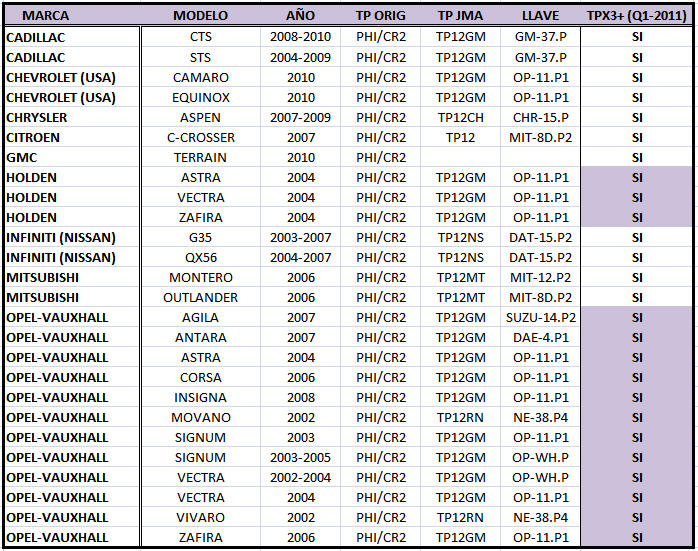 MARCA MODELO AÑO TP ORIG TP JMA LLAVE TPX3+ (Q1-2011)
CADILLAC CTS 2008-2010 PHI/CR2 TP12GM GM-37.P SI
CADILLAC STS 2004-2009 PHI/CR2 TP12GM GM-37.P SI
CHEVROLET (USA) CAMARO 2010 PHI/CR2 TP12GM OP-11.P1 SI
CHEVROLET (USA) EQUINOX 2010 PHI/CR2 TP12GM OP-11.P1 SI
CHRYSLER ASPEN 2007-2009 PHI/CR2 TP12CH CHR-15.P SI
CITROEN C-CROSSER 2007 PHI/CR2 TP12 MIT-8D.P2 SI
GMC TERRAIN 2010 PHI/CR2 SI
HOLDEN ASTRA 2004 PHI/CR2 TP12GM OP-11.P1 SI
HOLDEN VECTRA 2004 PHI/CR2 TP12GM OP-11.P1 SI
HOLDEN ZAFIRA 2004 PHI/CR2 TP12GM OP-11.P1 SI
INFINITI (NISSAN) G35 2003-2007 PHI/CR2 TP12NS DAT-15.P2 SI
INFINITI (NISSAN) QX56 2004-2007 PHI/CR2 TP12NS DAT-15.P2 SI
MITSUBISHI MONTERO 2006 PHI/CR2 TP12MT MIT-12.P2 SI
MITSUBISHI OUTLANDER 2006 PHI/CR2 TP12MT MIT-8D.P2 SI
OPEL-VAUXHALL AGILA 2007 PHI/CR2 TP12GM SUZU-14.P2 SI
OPEL-VAUXHALL ANTARA 2007 PHI/CR2 TP12GM DAE-4.P1 SI
OPEL-VAUXHALL ASTRA 2004 PHI/CR2 TP12GM OP-11.P1 SI
OPEL-VAUXHALL CORSA 2006 PHI/CR2 TP12GM OP-11.P1 SI
OPEL-VAUXHALL INSIGNA 2008 PHI/CR2 TP12GM OP-11.P1 SI
OPEL-VAUXHALL MOVANO 2002 PHI/CR2 TP12RN NE-38.P4 SI
OPEL-VAUXHALL SIGNUM 2003 PHI/CR2 TP12GM OP-11.P1 SI
OPEL-VAUXHALL SIGNUM 2003-2005 PHI/CR2 TP12GM OP-WH.P SI
OPEL-VAUXHALL VECTRA 2002-2004 PHI/CR2 TP12GM OP-WH.P SI
OPEL-VAUXHALL VECTRA 2004 PHI/CR2 TP12GM OP-11.P1 SI
OPEL-VAUXHALL VIVARO 2002 PHI/CR2 TP12RN NE-38.P4 SI
OPEL-VAUXHALL ZAFIRA 2006 PHI/CR2 TP12GM OP-11.P1 SI